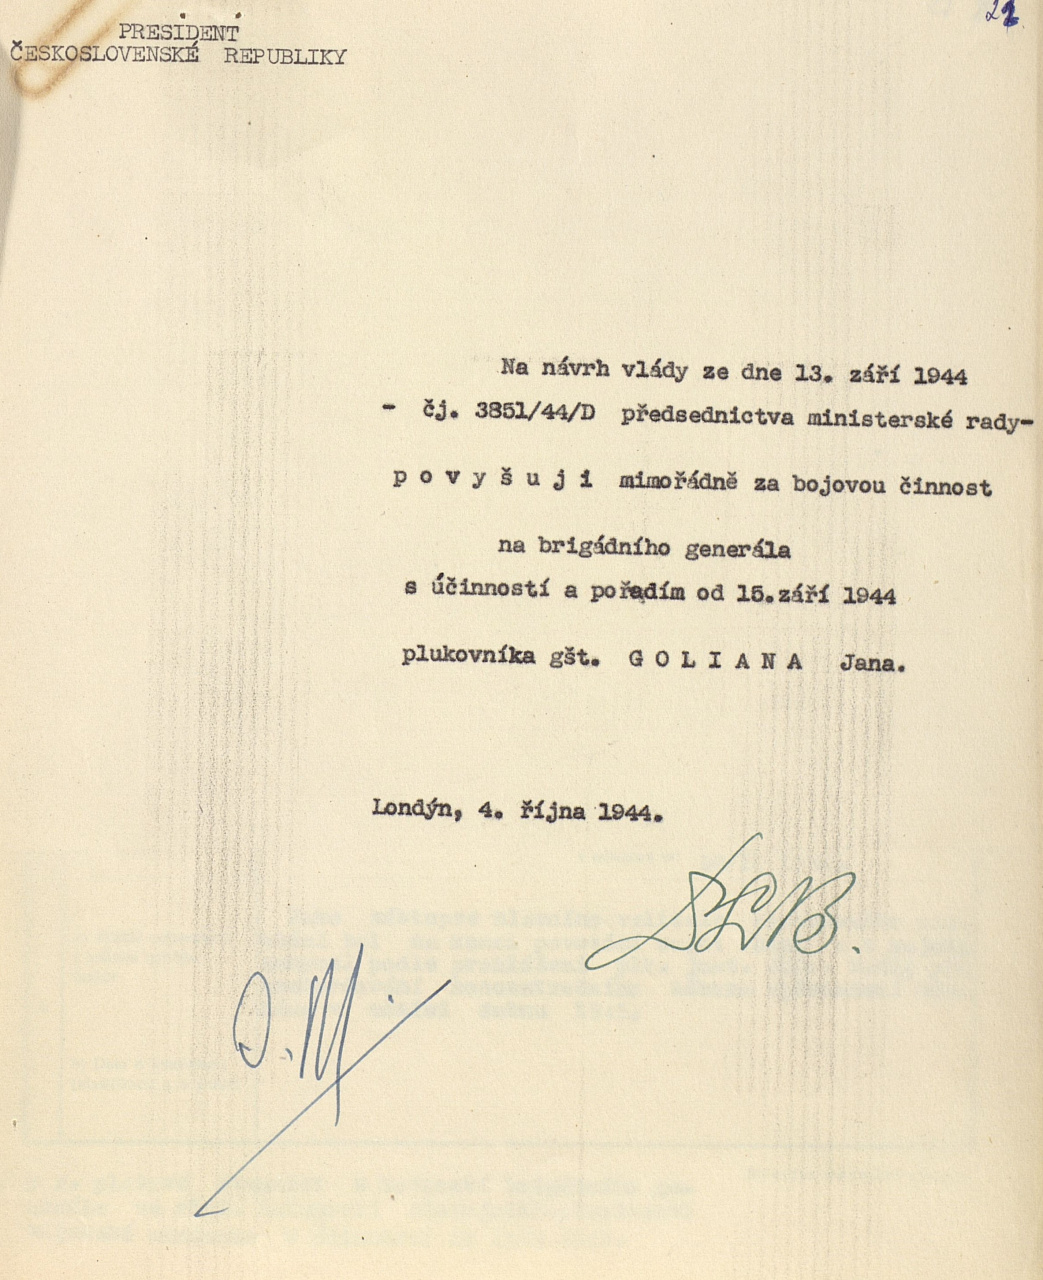 22
PRESIDENT
ČESKOSLOVENSKÉ REPUBLIKY
Na návrh vlády ze dne 13. září 1944
- čj. 3851/44/D předsednictva ministerské rady-
p o v y š u j i mimořádně za bojovou činnost
na brigádního generála
s účinností a pořadím od 15.září 1944
plukovníka gšt. G O L I A N A Jana.
Londýn, 4. října 1944.